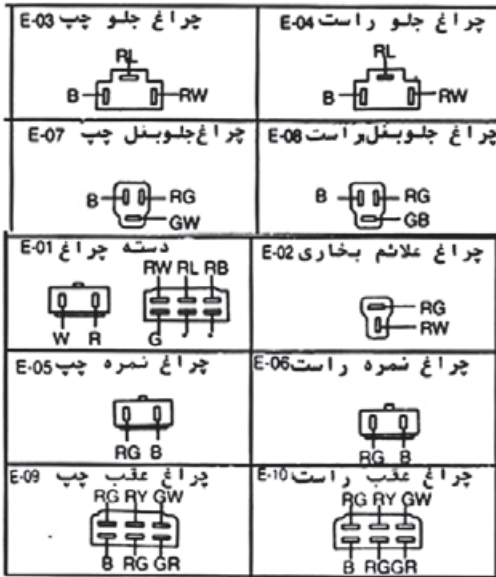 چراغ جلو چپ E-03
RL
B RW
چراغ جلو راست E-04
RL
B RW
چراغ جلوبغل چپ E-07
B RG
GW
چراغ جلوبغل راست E-08
B RG
GB
دسته چراغ E-01
RW RL RB
W R G
چراغ علائم بخاری E-02
RG
RW
چراغ نمره چپ E-05
RG B
چراغ نمره راست E-06
RG B
چراغ عقب چپ E-09
RG RY GW
B RG GR
چراغ عقب راست E-10
RG RY GW
B RG GR